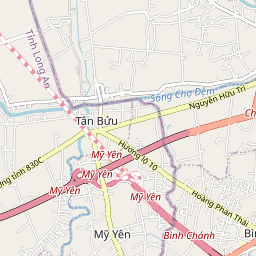 Tỉnh Long An
Sông Chợ Đệm
Nguyễn Hữu Trí
Tân Bửu
Hương lộ 10
Mỹ Yên
Mỹ Yên
CMỹ Yên
Mỹ Yên
Hoàng Phan Thái
Mỹ Yên
Bình Chánh